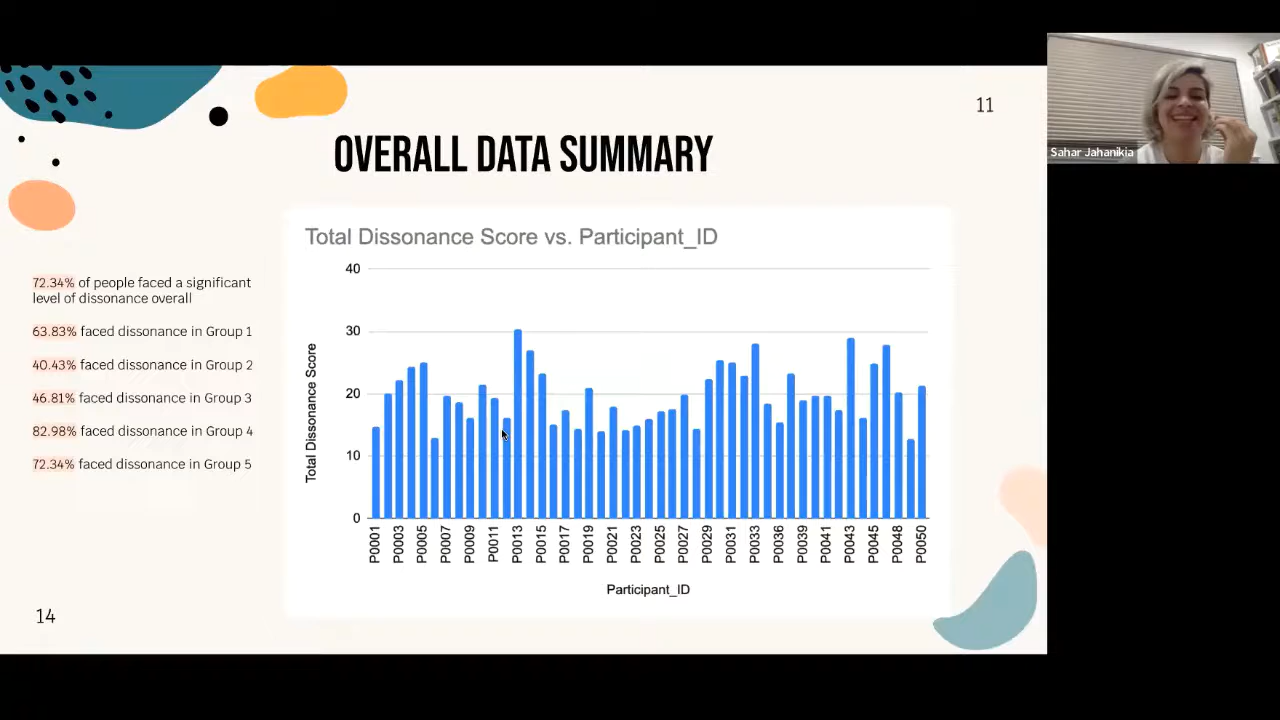 11
Sahar Jahanikia
OVERALL DATA SUMMARY
72.34% of people faced a significant
level of dissonance overall
63.83% faced dissonance in Group 1
40.43% faced dissonance in Group 2
46.81% faced dissonance in Group 3
82.98% faced dissonance in Group 4
72.34% faced dissonance in Group 5
Total Dissonance Score vs. Participant_ID
Total Dissonance Score
40
30
20
10
0
P0001
P0003
P0005
P0007
P0009
P0011
P0013
P0015
P0017
P0019
P0021
P0023
P0025
P0027
P0029
P0031
P0033
P0036
P0039
P0041
P0043
P0045
P0048
P0050
Participant_ID
14